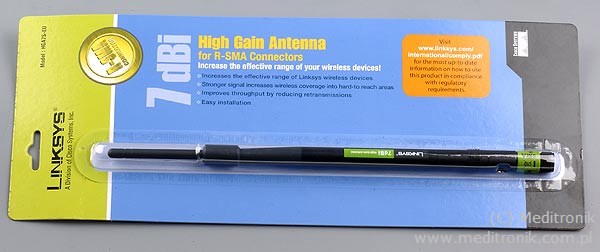 Model : HGA7S-EU
LINKSYS®
A Division of Cisco Systems, Inc.
7 dBi
High Gain Antenna
for R-SMA Connectors
Increase the effective range of your wireless devices!
• Increases the effective range of Linksys wireless devices
• Stronger signal increases wireless coverage into hard-to reach areas
• Improves throughput by reducing retransmissions
• Easy installation
Visit
www.linksys.com/
international/comply.pdf
for the most up-to-date
information on how to use
this product in compliance
with regulatory
requirements.
LINKSYS®
7dBi
(C) Meditronik
www.meditronik.com.pl